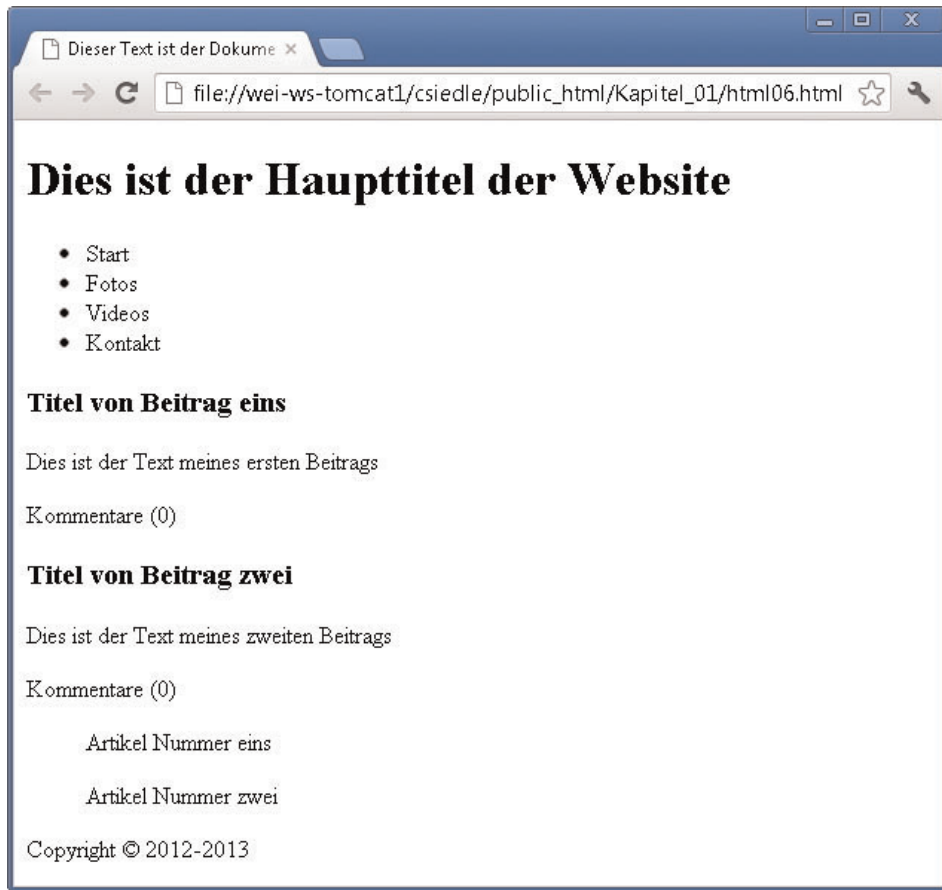 Dieser Text ist der Dokume
file://wei-ws-tomcat1/csiedle/public_html/Kapitel_01/html06.html
Dies ist der Haupttitel der Website
• Start
• Fotos
• Videos
• Kontakt
Titel von Beitrag eins
Dies ist der Text meines ersten Beitrags
Kommentare (0)
Titel von Beitrag zwei
Dies ist der Text meines zweiten Beitrags
Kommentare (0)
Artikel Nummer eins
Artikel Nummer zwei
Copyright © 2012-2013